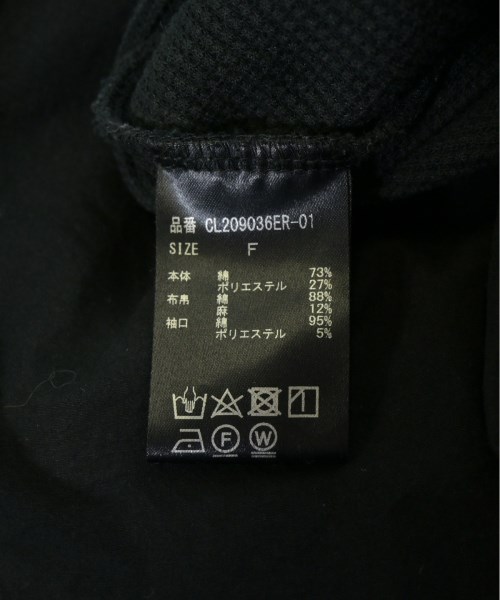 品番 CL209036ER-01
SIZE F
本体 綿 73%
ポリエステル 27%
布帛 綿 88%
麻 12%
袖口 綿 95%
ポリエステル 5%
F W